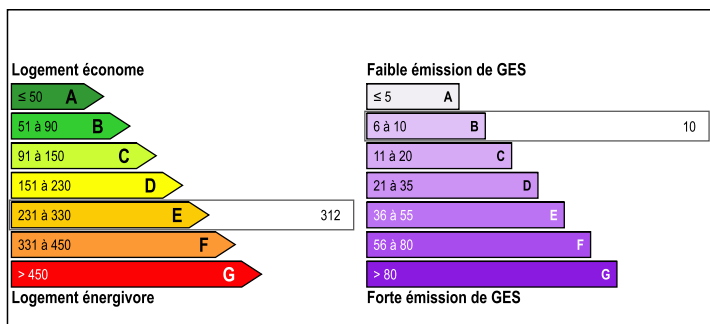 Logement économe
≤ 50 A
51 à 90 B
91 à 150 C
151 à 230 D
231 à 330 E 312
331 à 450 F
> 450 G
Logement énergivore
Faible émission de GES
≤ 5 A
6 à 10 B 10
11 à 20 C
21 à 35 D
36 à 55 E
56 à 80 F
> 80 G
Forte émission de GES